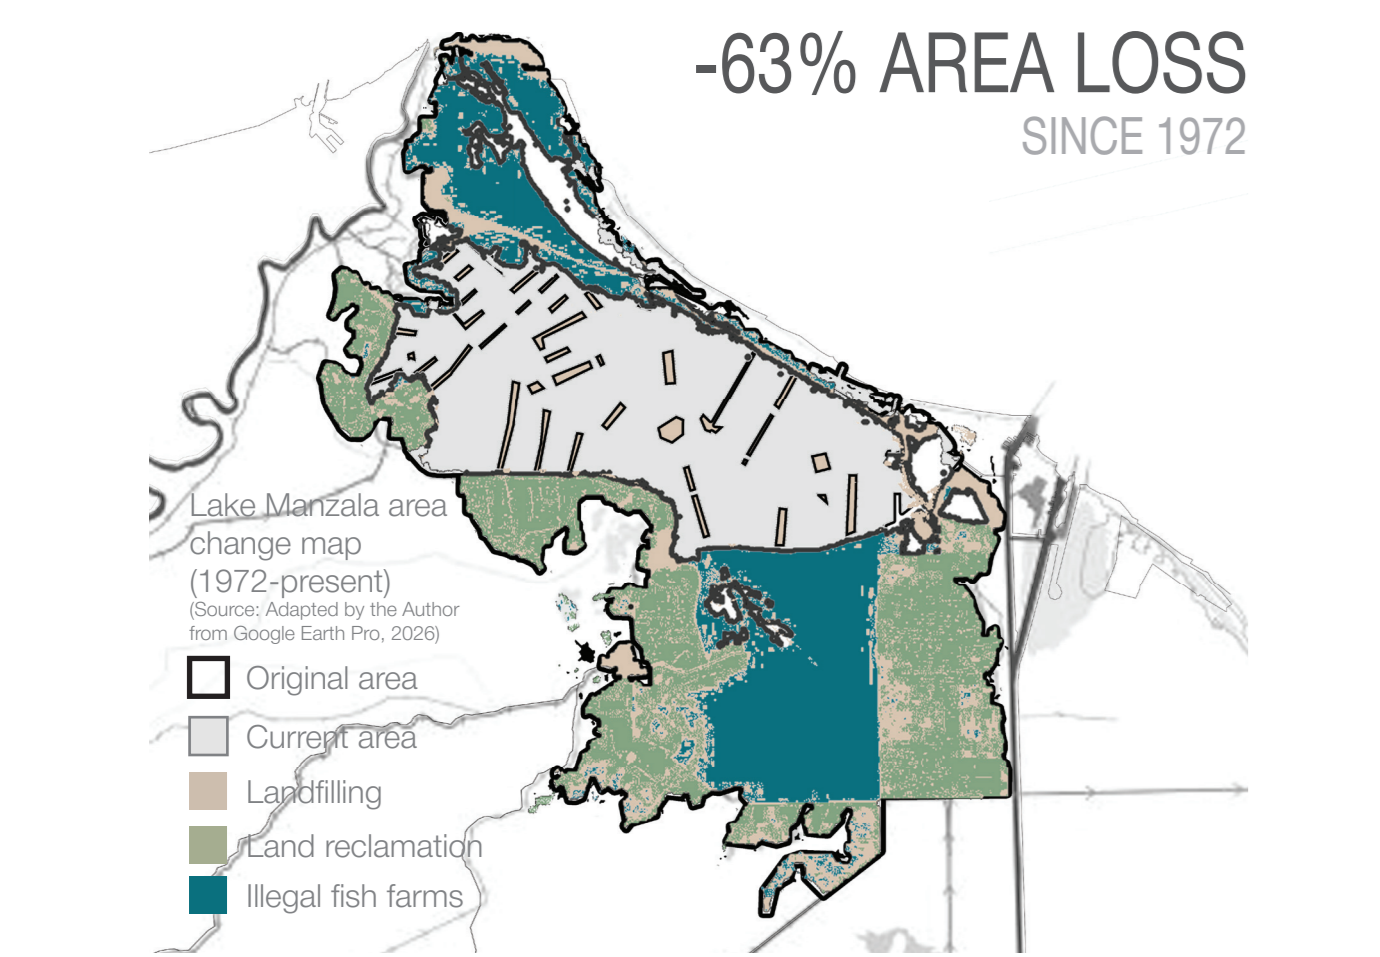 -63% AREA LOSS
SINCE 1972
Lake Manzala area
change map
(1972-present)
(Source: Adapted by the Author
from Google Earth Pro, 2026)
Original area
Current area
Landfilling
Land reclamation
Illegal fish farms